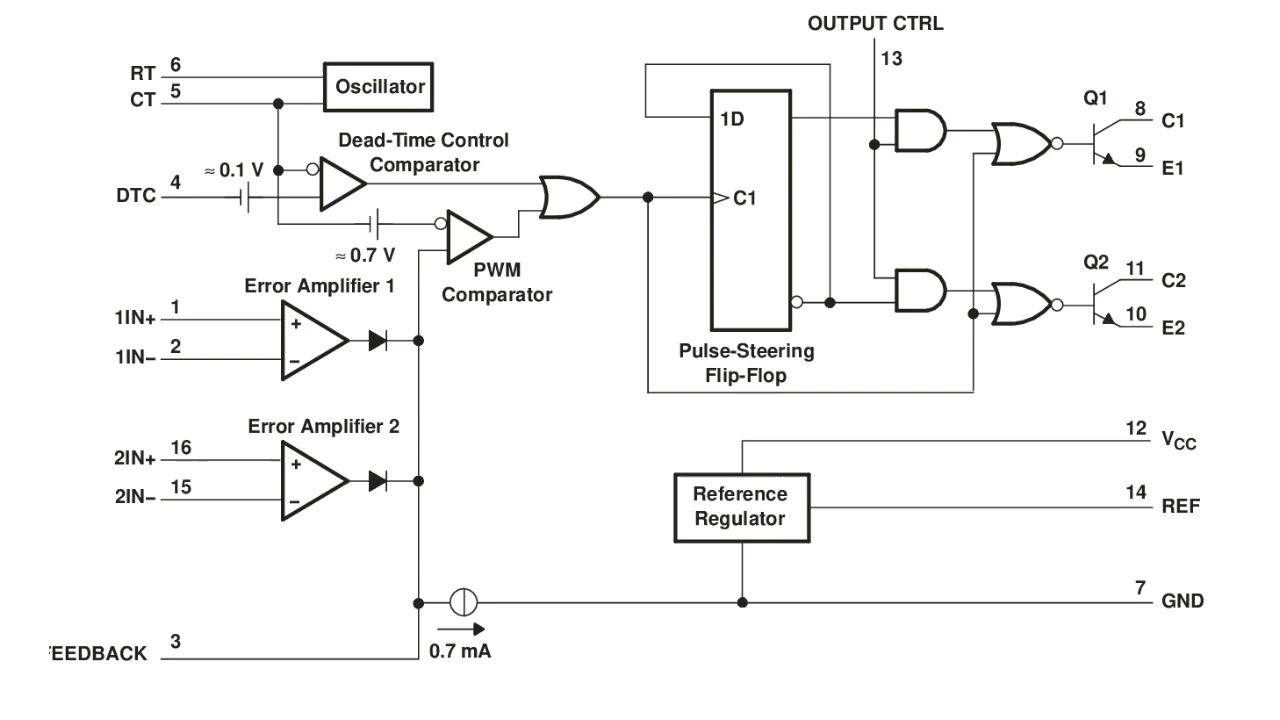 OUTPUT CTRL
13
RT 6
CT 5
Oscillator
Dead-Time Control
Comparator
≈ 0.1 V
DTC 4
≈ 0.7 V
PWM
Comparator
1D
C1
Pulse-Steering
Flip-Flop
Q1
8 C1
9 E1
Q2
11 C2
10 E2
Error Amplifier 1
1IN+ 1
+
1IN− 2
−
Error Amplifier 2
2IN+ 16
+
2IN− 15
−
12 VCC
Reference
Regulator
14 REF
7 GND
0.7 mA
EEDBACK 3